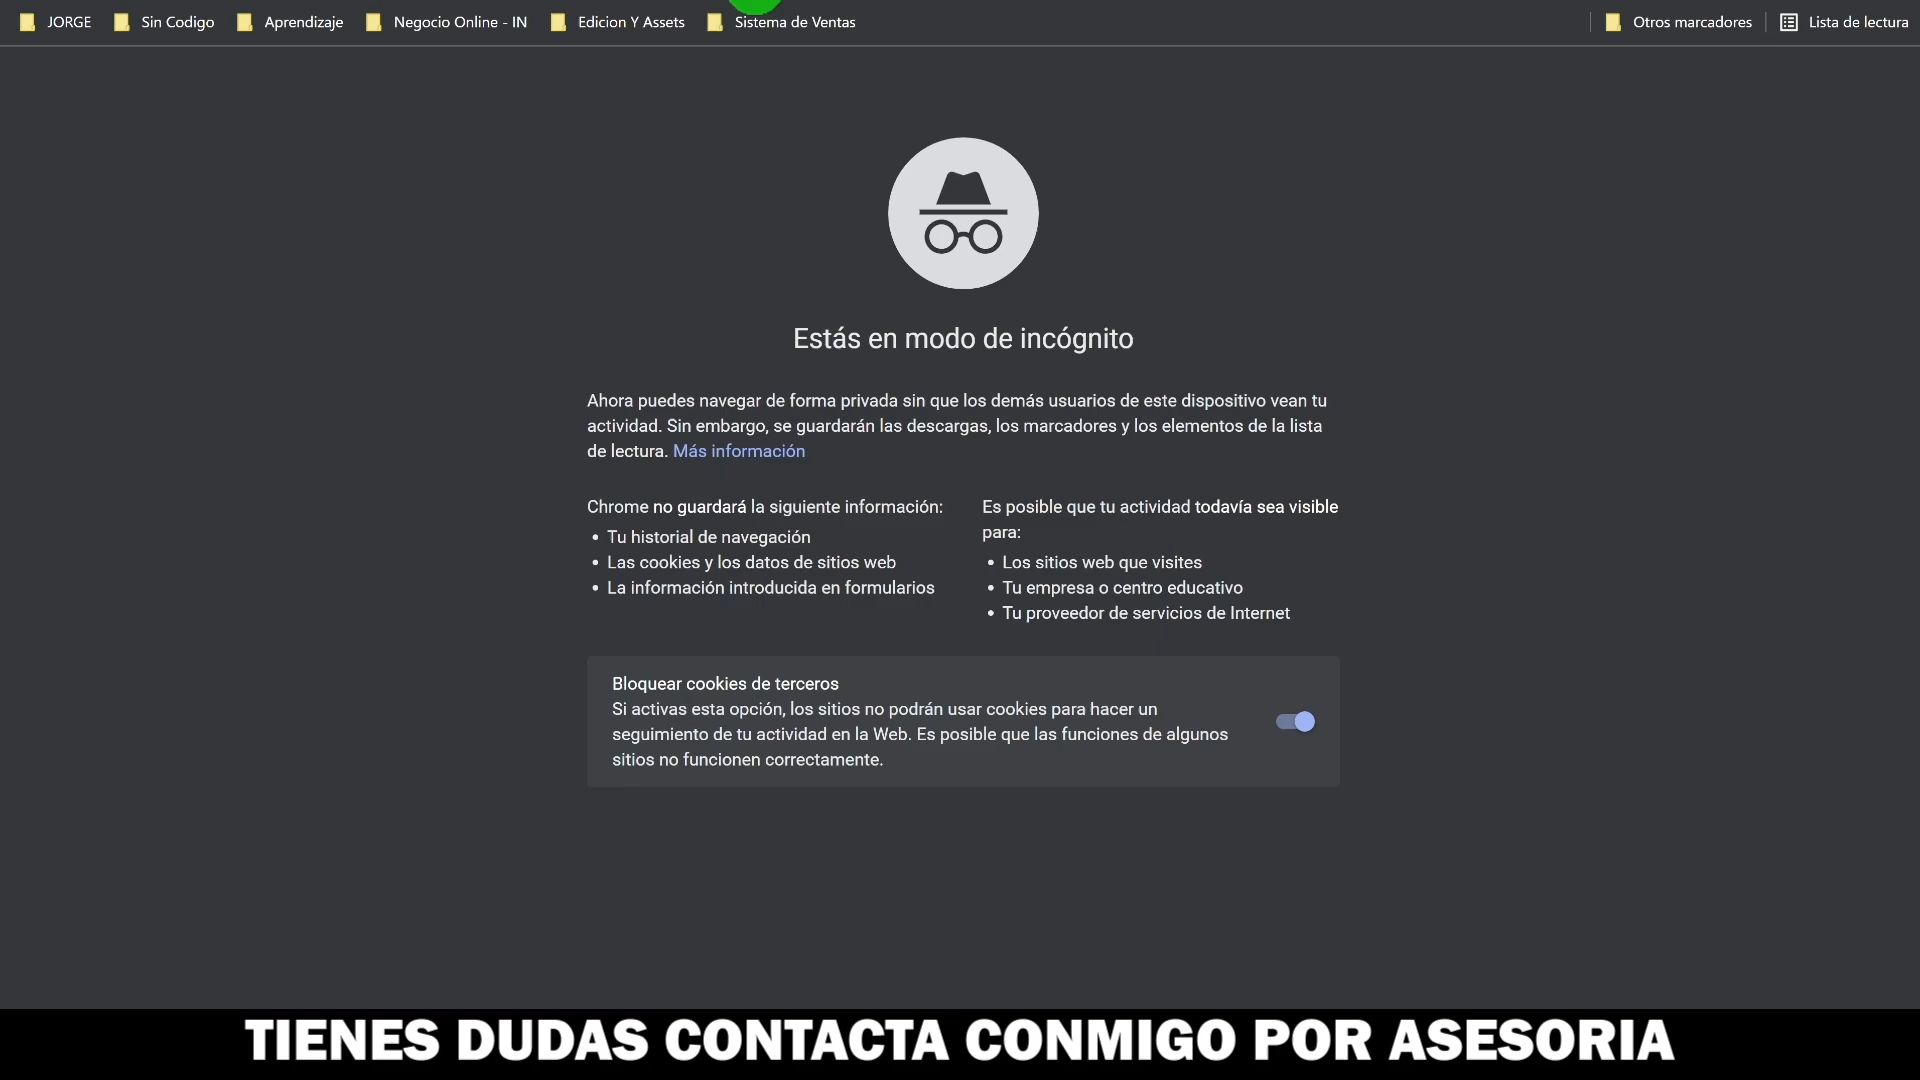 JORGE Sin Codigo Aprendizaje Negocio Online - IN Edicion Y Assets Sistema de Ventas Otros marcadores Lista de lectura
Estás en modo de incógnito
Ahora puedes navegar de forma privada sin que los demás usuarios de este dispositivo vean tu
actividad. Sin embargo, se guardarán las descargas, los marcadores y los elementos de la lista
de lectura. Más información
Chrome no guardará la siguiente información:
• Tu historial de navegación
• Las cookies y los datos de sitios web
• La información introducida en formularios
Es posible que tu actividad todavía sea visible
para:
• Los sitios web que visites
• Tu empresa o centro educativo
• Tu proveedor de servicios de Internet
Bloquear cookies de terceros
Si activas esta opción, los sitios no podrán usar cookies para hacer un
seguimiento de tu actividad en la Web. Es posible que las funciones de algunos
sitios no funcionen correctamente.
TIENES DUDAS CONTACTA CONMIGO POR ASESORIA